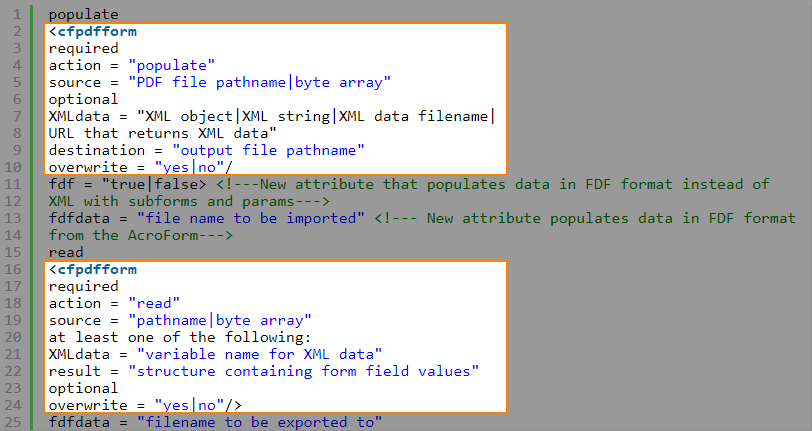 1 populate
2 <cfpdfform
3 required
4 action = "populate"
5 source = "PDF file pathname|byte array"
6 optional
7 XMLdata = "XML object|XML string|XML data filename|
8 URL that returns XML data"
9 destination = "output file pathname"
10 overwrite = "yes|no"/
11 fdf = "true|false> <!---New attribute that populates data in FDF format instead of
12 XML with subforms and params--->
13 fdfdata = "file name to be imported" <!--- New attribute populates data in FDF format
14 from the AcroForm--->
15 read
16 <cfpdfform
17 required
18 action = "read"
19 source = "pathname|byte array"
20 at least one of the following:
21 XMLdata = "variable name for XML data"
22 result = "structure containing form field values"
23 optional
24 overwrite = "yes|no"/>
25 fdfdata = "filename to be exported to"